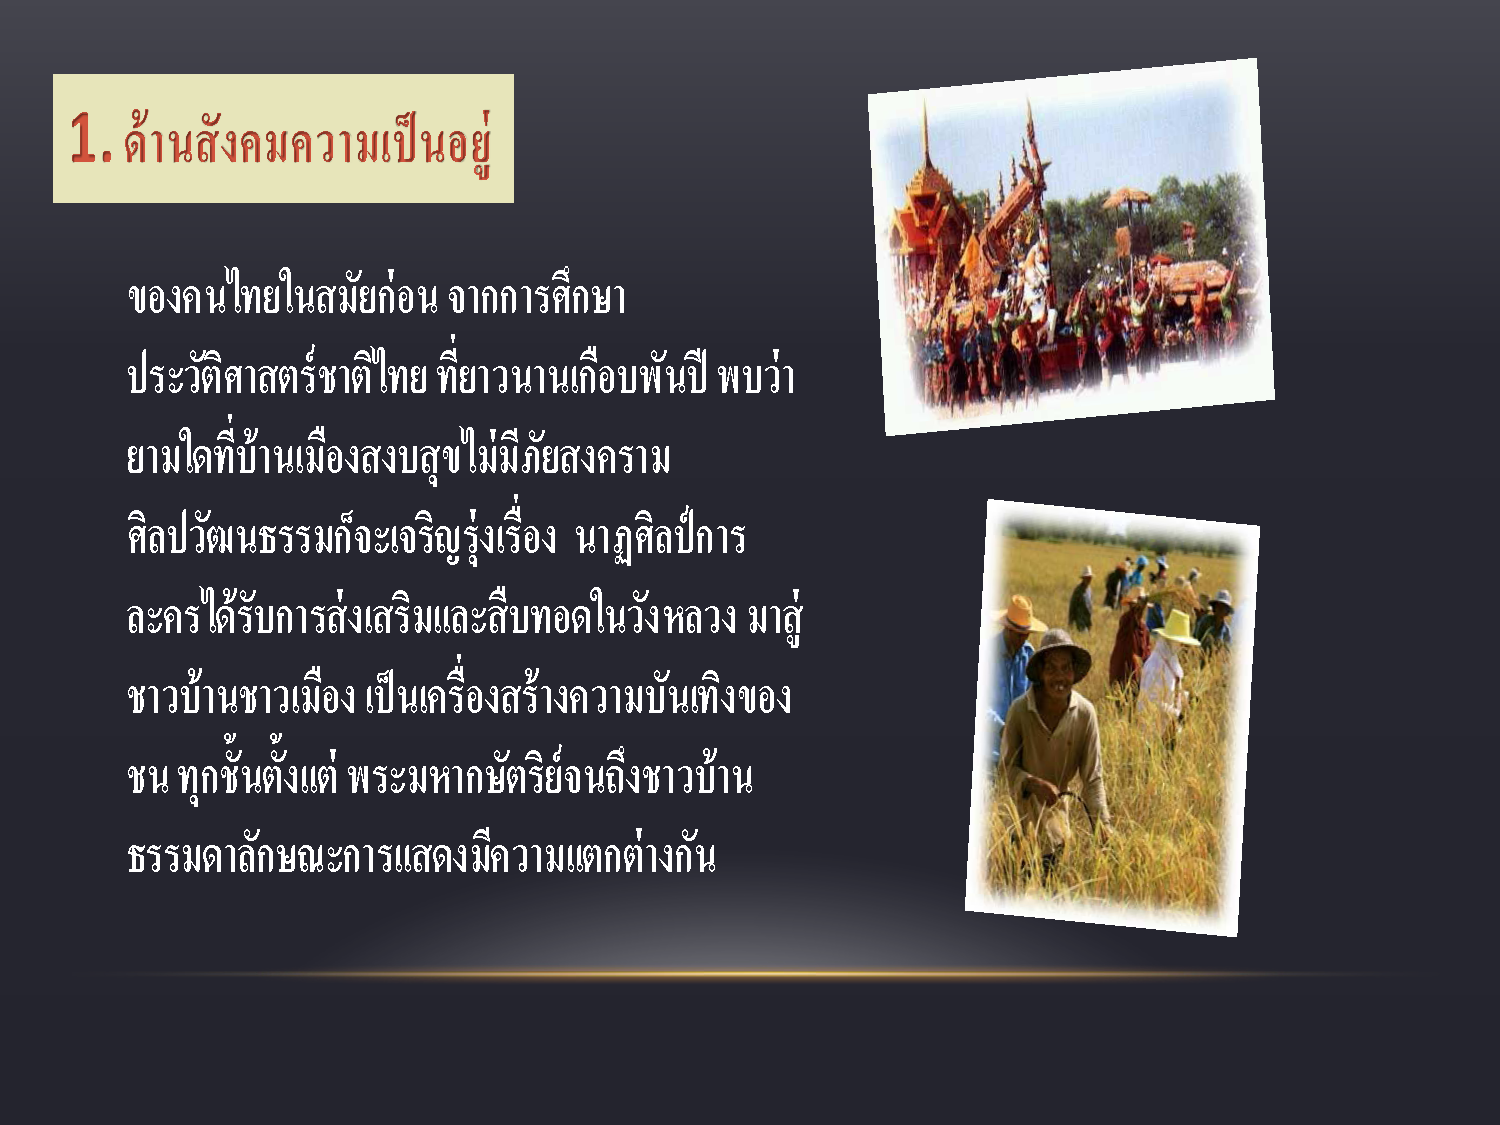 1. ด้านสังคมความเป็นอยู่
ของคนไทยในสมัยก่อน จากการศึกษา
ประวัติศาสตร์ชาติไทย ที่ยาวนานเกือบพันปี พบว่า
ยามใดที่บ้านเมืองสงบสุขไม่มีภัยสงคราม
ศิลปวัฒนธรรมก็จะเจริญรุ่งเรื่อง นาฏศิลป์การ
ละครได้รับการส่งเสริมและสืบทอดในวังหลวง มาสู่
ชาวบ้านชาวเมือง เป็นเครื่องสร้างความบันเทิงของ
ชน ทุกชั้นตั้งแต่ พระมหากษัตริย์จนถึงชาวบ้าน
ธรรมดาลักษณะการแสดงมีความแตกต่างกัน